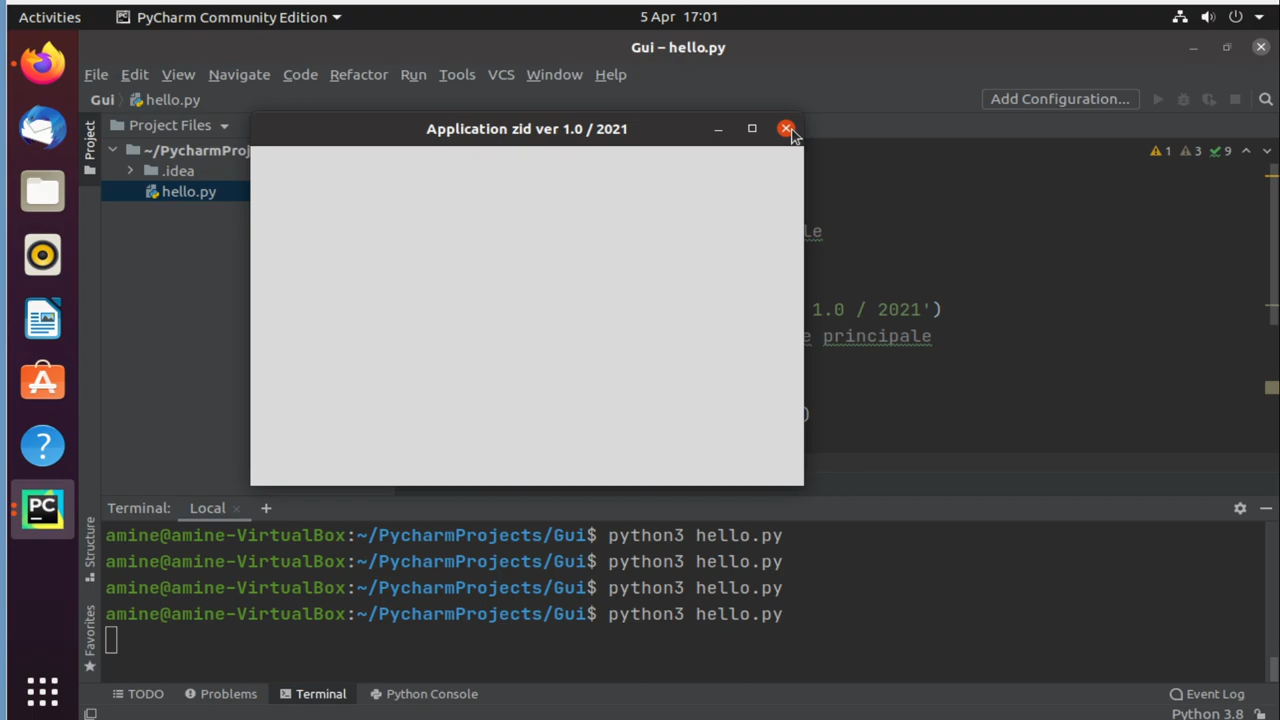 Activities PyCharm Community Edition 5 Apr 17:01
Gui – hello.py
File Edit View Navigate Code Refactor Run Tools VCS Window Help
Gui hello.py Add Configuration...
Project
Project Files
Application zid ver 1.0 / 2021
~/PycharmProj
1 3 9
.idea
hello.py
le
1.0 / 2021')
e principale
)
Terminal: Local × +
amine@amine-VirtualBox:~/PycharmProjects/Gui$ python3 hello.py
amine@amine-VirtualBox:~/PycharmProjects/Gui$ python3 hello.py
amine@amine-VirtualBox:~/PycharmProjects/Gui$ python3 hello.py
amine@amine-VirtualBox:~/PycharmProjects/Gui$ python3 hello.py
Structure
Favorites
PC
TODO Problems Terminal Python Console Event Log
Python 3.8